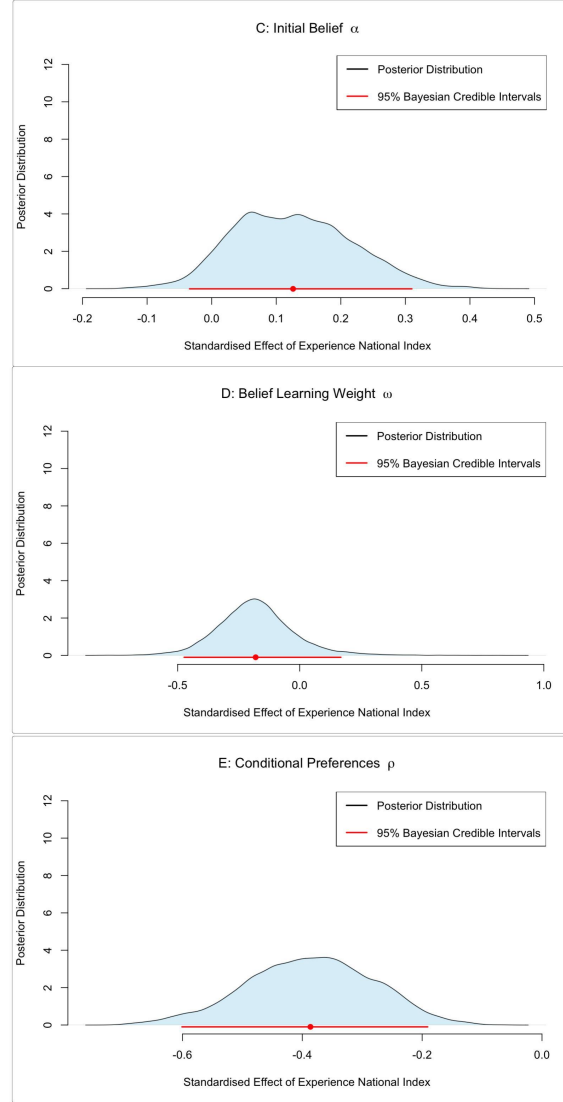 C: Initial Belief α
Posterior Distribution
95% Bayesian Credible Intervals
Posterior Distribution
12
10
8
6
4
2
0
-0.2 -0.1 0.0 0.1 0.2 0.3 0.4 0.5
Standardised Effect of Experience National Index
D: Belief Learning Weight ω
Posterior Distribution
95% Bayesian Credible Intervals
Posterior Distribution
12
10
8
6
4
2
0
-0.5 0.0 0.5 1.0
Standardised Effect of Experience National Index
E: Conditional Preferences ρ
Posterior Distribution
95% Bayesian Credible Intervals
Posterior Distribution
12
10
8
6
4
2
0
-0.6 -0.4 -0.2 0.0
Standardised Effect of Experience National Index